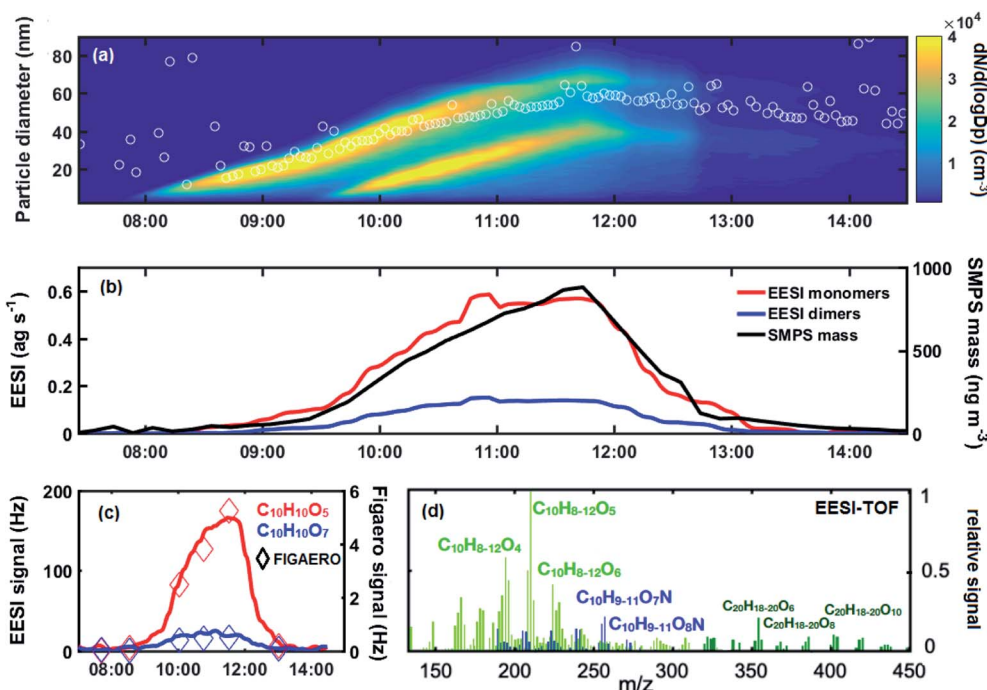 (a)
Particle diameter (nm)
80
60
40
20
08:00 09:00 10:00 11:00 12:00 13:00 14:00
×10⁴
4
3
2
1
dN/d(logDp) (cm⁻³)
(b)
EESI (ag s⁻¹)
0.6
0.4
0.2
0
EESI monomers
EESI dimers
SMPS mass
1000
500
0
SMPS mass (ng m⁻³)
08:00 09:00 10:00 11:00 12:00 13:00 14:00
(c)
EESI signal (Hz)
200
100
0
C₁₀H₁₀O₅
C₁₀H₁₀O₇
FIGAERO
6
4
2
0
Figaero signal (Hz)
08:00 10:00 12:00 14:00
(d)
EESI-TOF
C₁₀H₈₋₁₂O₅
C₁₀H₈₋₁₂O₄
C₁₀H₈₋₁₂O₆
C₁₀H₉₋₁₁O₇N
C₁₀H₉₋₁₁O₈N
C₂₀H₁₈₋₂₀O₆
C₂₀H₁₈₋₂₀O₈
C₂₀H₁₈₋₂₀O₁₀
1
0.5
0
relative signal
150 200 250 300 350 400 450
m/z